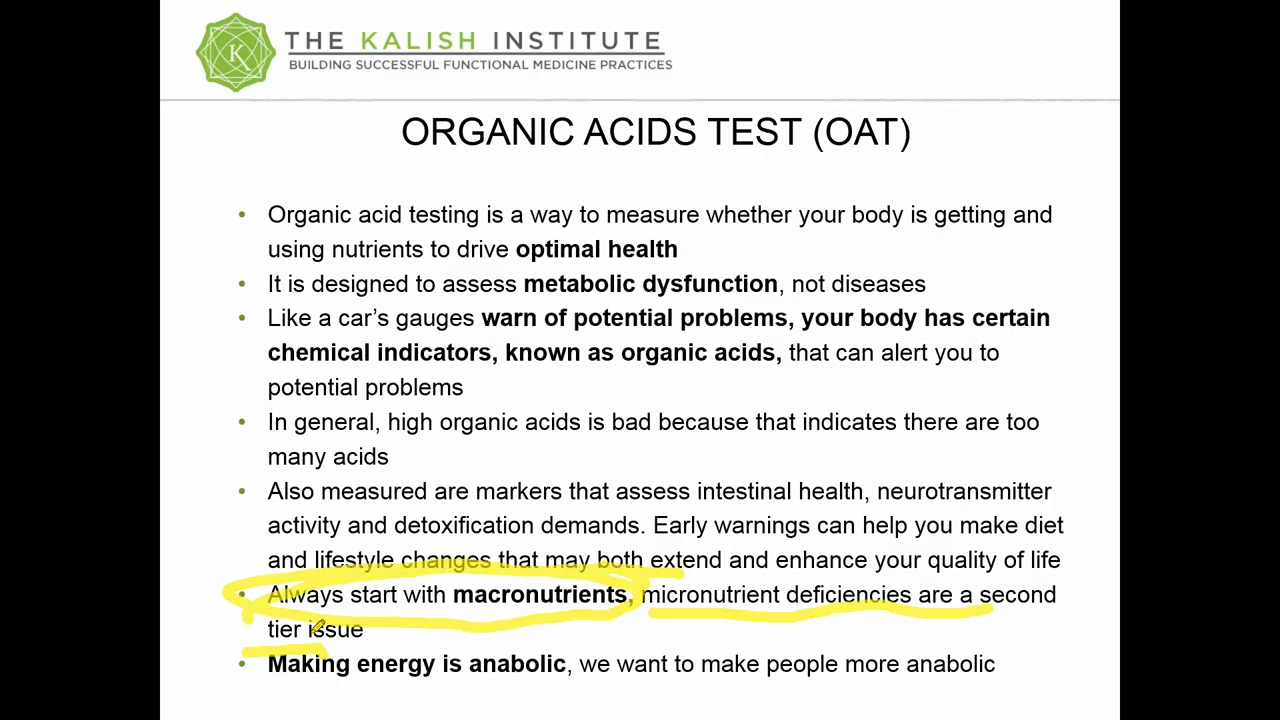 THE KALISH INSTITUTE
BUILDING SUCCESSFUL FUNCTIONAL MEDICINE PRACTICES
K
ORGANIC ACIDS TEST (OAT)
• Organic acid testing is a way to measure whether your body is getting and
using nutrients to drive optimal health
• It is designed to assess metabolic dysfunction, not diseases
• Like a car’s gauges warn of potential problems, your body has certain
chemical indicators, known as organic acids, that can alert you to
potential problems
• In general, high organic acids is bad because that indicates there are too
many acids
• Also measured are markers that assess intestinal health, neurotransmitter
activity and detoxification demands. Early warnings can help you make diet
and lifestyle changes that may both extend and enhance your quality of life
• Always start with macronutrients, micronutrient deficiencies are a second
tier issue
• Making energy is anabolic, we want to make people more anabolic